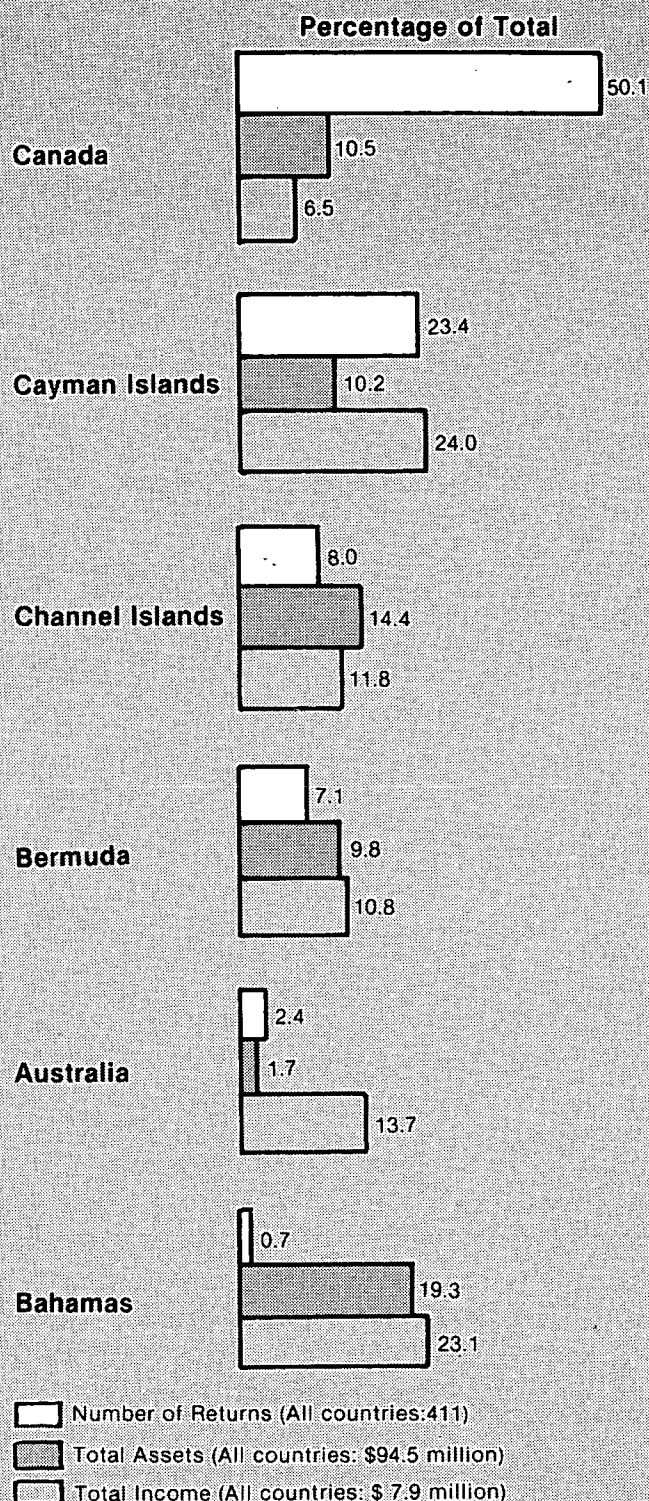 Percentage of Total
50.1
Canada
10.5
6.5
23.4
Cayman Islands
10.2
24.0
8.0
Channel Islands
14.4
11.8
7.1
Bermuda
9.8
10.8
2.4
Australia
1.7
13.7
0.7
Bahamas
19.3
23.1
Number of Returns (All countries:411)
Total Assets (All countries: $94.5 million)
Total Income (All countries: $ 7.9 million)